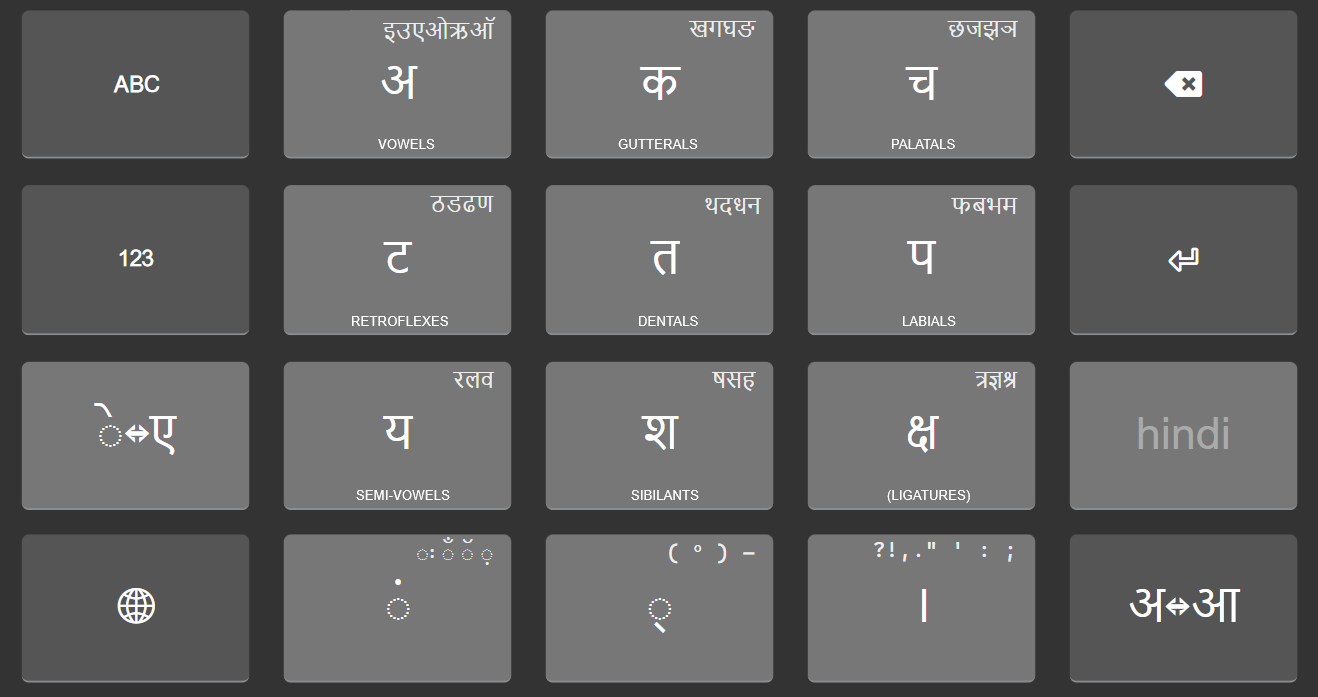 ABC
इउएओऋऑ
अ
VOWELS
खगघङ
क
GUTTERALS
छजझञ
च
PALATALS
123
ठडढण
ट
RETROFLEXES
थदधन
त
DENTALS
फबभम
प
LABIALS
े⇔ए
रलव
य
SEMI-VOWELS
षसह
श
SIBILANTS
त्रज्ञश्र
क्ष
(LIGATURES)
hindi
ः ँ ॅ ़
ं
( ° ) –
्
?!,." ' : ;
।
अ⇔आ